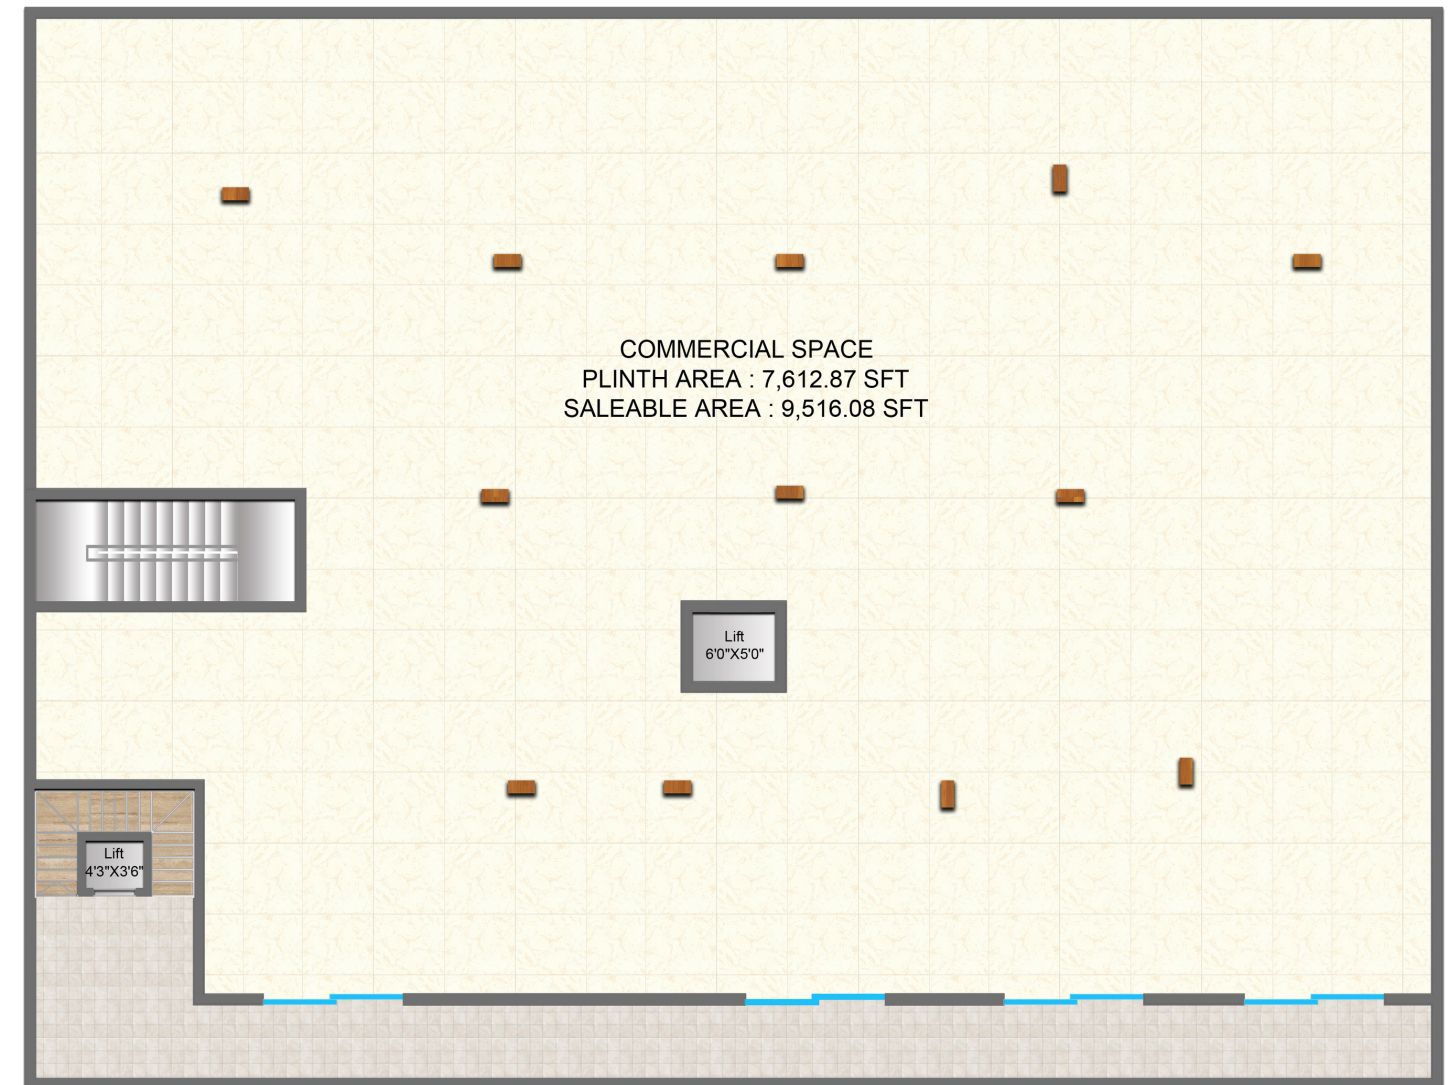 COMMERCIAL SPACE
PLINTH AREA : 7,612.87 SFT
SALEABLE AREA : 9,516.08 SFT
Lift
6'0"X5'0"
Lift
4'3"X3'6"